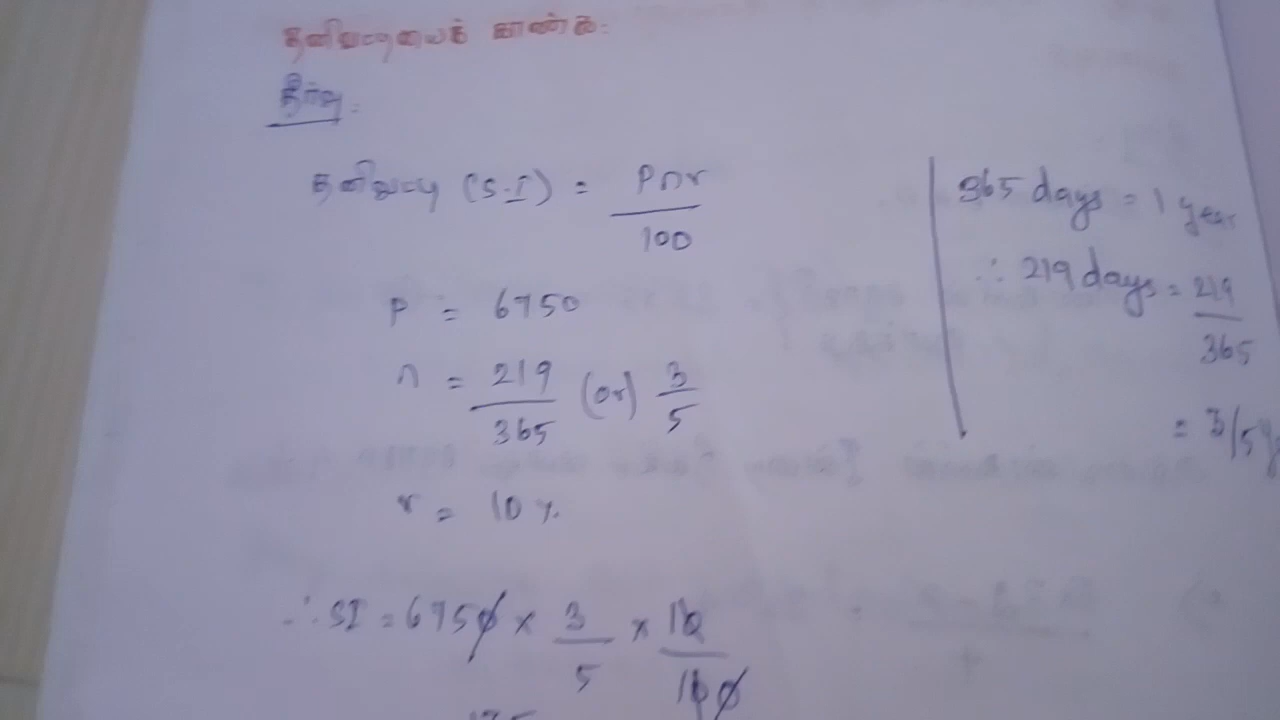 தனிவட்டியைக் காண்க:
தீர்வு:
தனிவட்டி (S.I) = Pnr
100
P = 6750
n = 219 (or) 3
365 5
r = 10 %
∴ SI = 6750 × 3 × 10
5 100
365 days = 1 year
∴ 219 days = 219
365
= 3/5 y